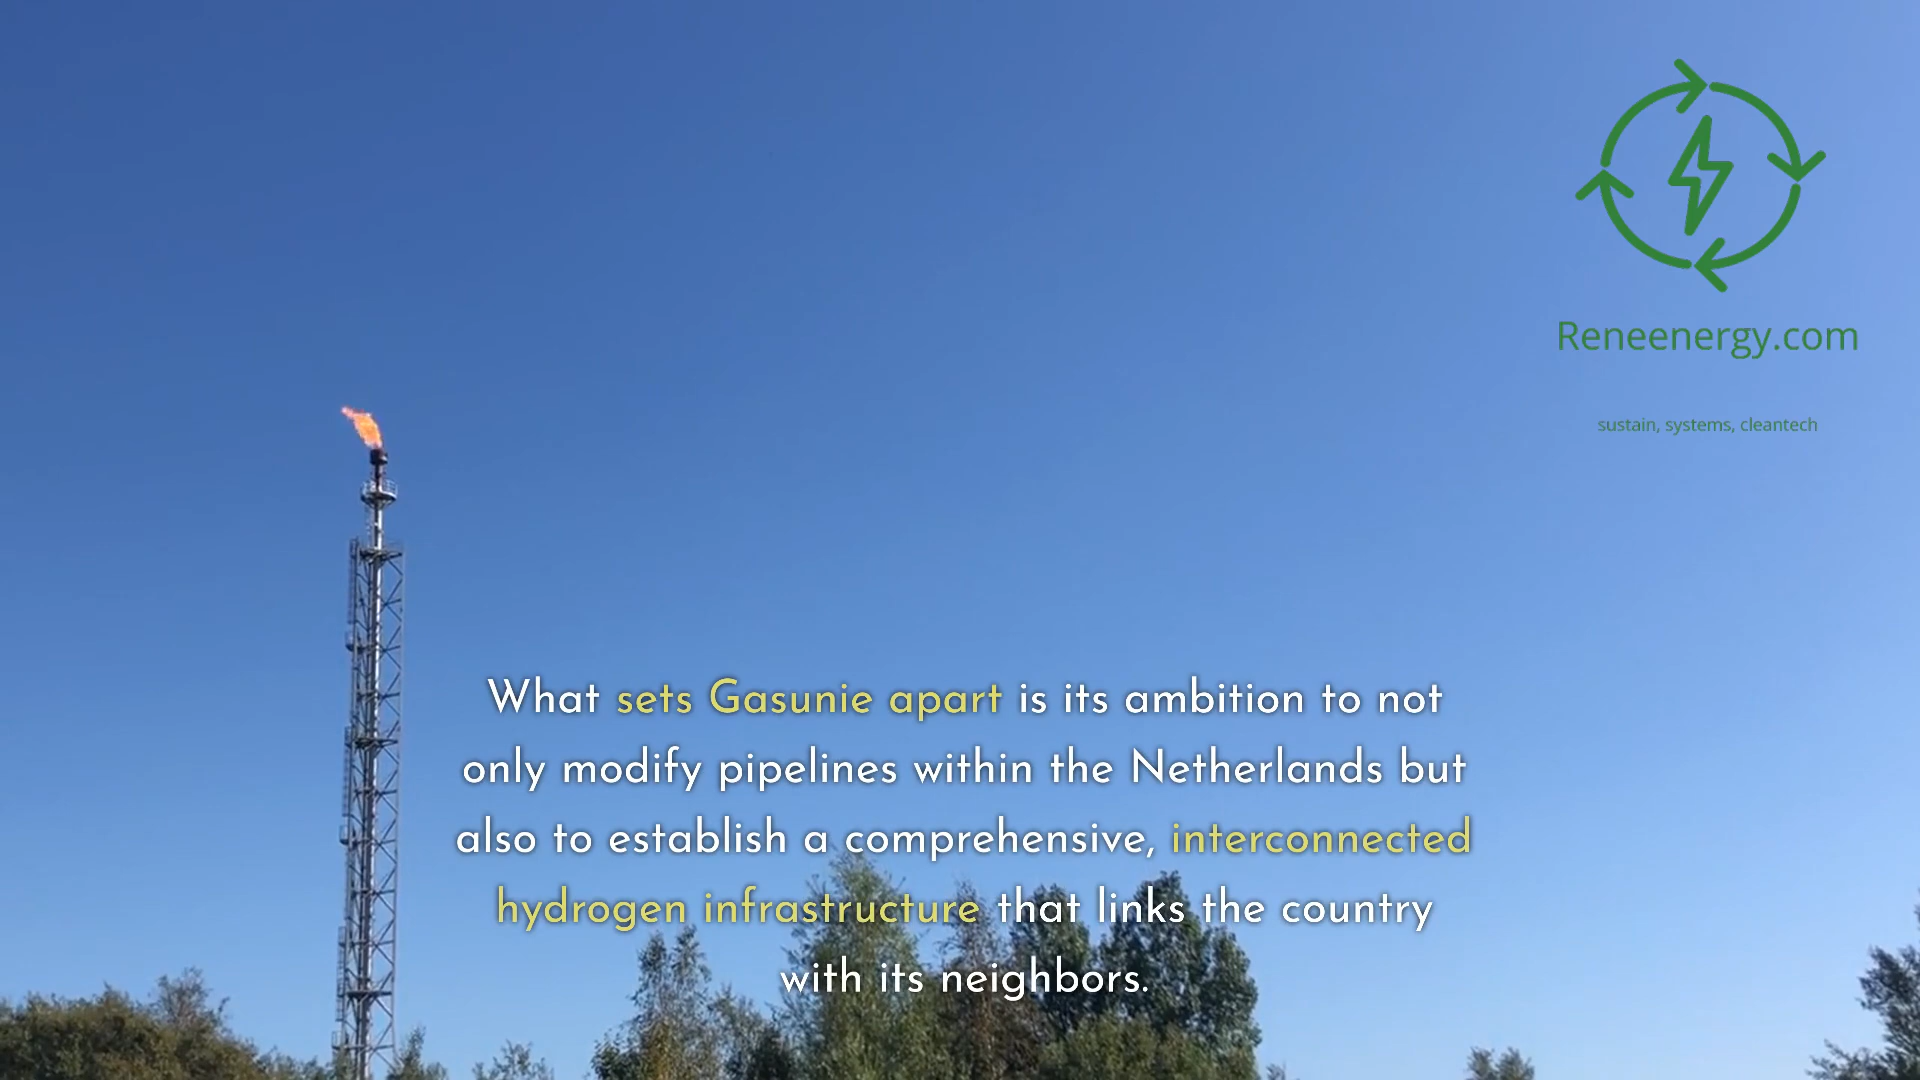 Reneenergy.com
sustain, systems, cleantech
What sets Gasunie apart is its ambition to not
only modify pipelines within the Netherlands but
also to establish a comprehensive, interconnected
hydrogen infrastructure that links the country
with its neighbors.